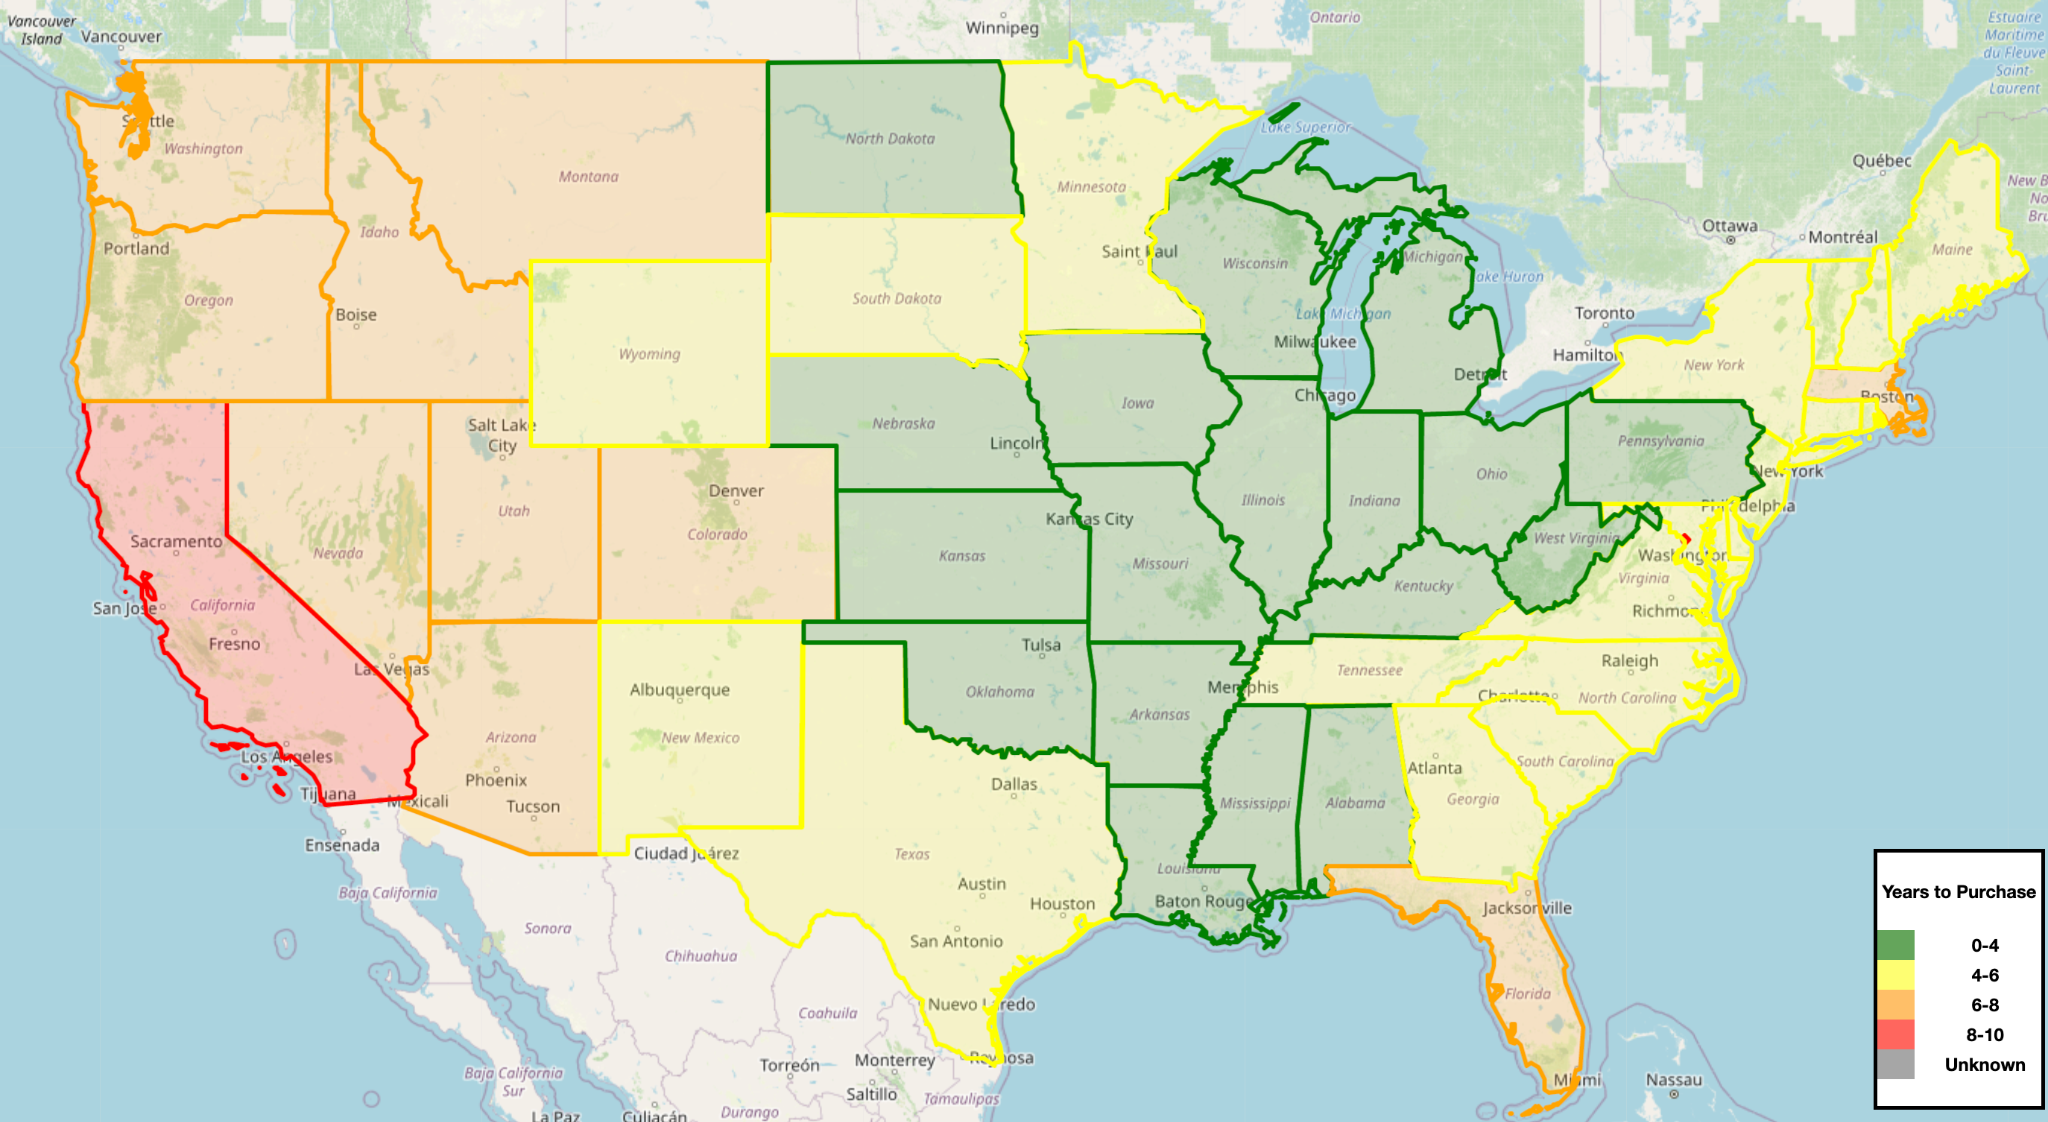 Vancouver
Island
Vancouver
Winnipeg
Ontario
Estuaire
Maritime
du Fleuve
Saint-
Laurent
Seattle
Washington
North Dakota
Lake Superior
Québec
Montana
Minnesota
New B
No
Bru
Portland
Idaho
Saint Paul
Wisconsin
Michigan
Lake Huron
Ottawa
Montréal
Maine
Oregon
Boise
South Dakota
Lake Michigan
Toronto
Wyoming
Milwaukee
Hamilton
New York
Detroit
Boston
Salt Lake
City
Nebraska
Iowa
Chicago
Lincoln
Pennsylvania
New York
Denver
Ohio
Illinois
Indiana
Philadelphia
Utah
Colorado
Kansas City
Sacramento
Nevada
Kansas
Missouri
West Virginia
Washington
San Jose
California
Kentucky
Virginia
Richmo
Fresno
Las Vegas
Tulsa
Tennessee
Raleigh
Albuquerque
Oklahoma
Memphis
Charlotte
North Carolina
Arizona
New Mexico
Arkansas
Los Angeles
Phoenix
Dallas
Atlanta
South Carolina
Tijuana
Mexicali
Tucson
Mississippi
Alabama
Georgia
Ensenada
Ciudad Juárez
Texas
Louisiana
Baja California
Austin
Houston
Baton Rouge
Jacksonville
Sonora
Chihuahua
San Antonio
Nuevo Laredo
Florida
Coahuila
Reynosa
Torreón
Monterrey
Baja California
Sur
Saltillo
Tamaulipas
Miami
Nassau
La Paz
Culiacán
Durango
Years to Purchase
0-4
4-6
6-8
8-10
Unknown